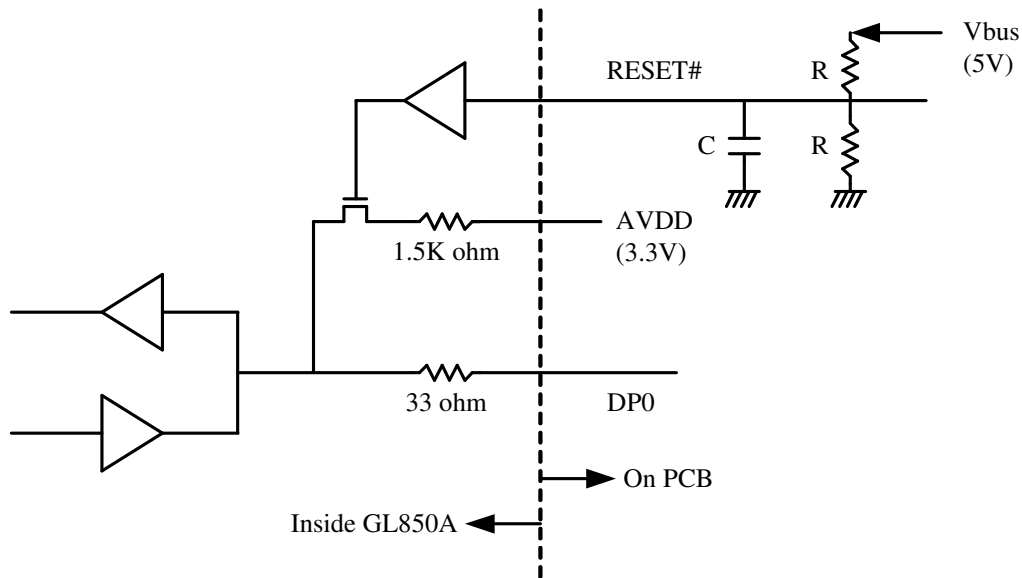 Vbus
(5V)
RESET#
R
C
R
AVDD
(3.3V)
1.5K ohm
33 ohm
DP0
On PCB
Inside GL850A